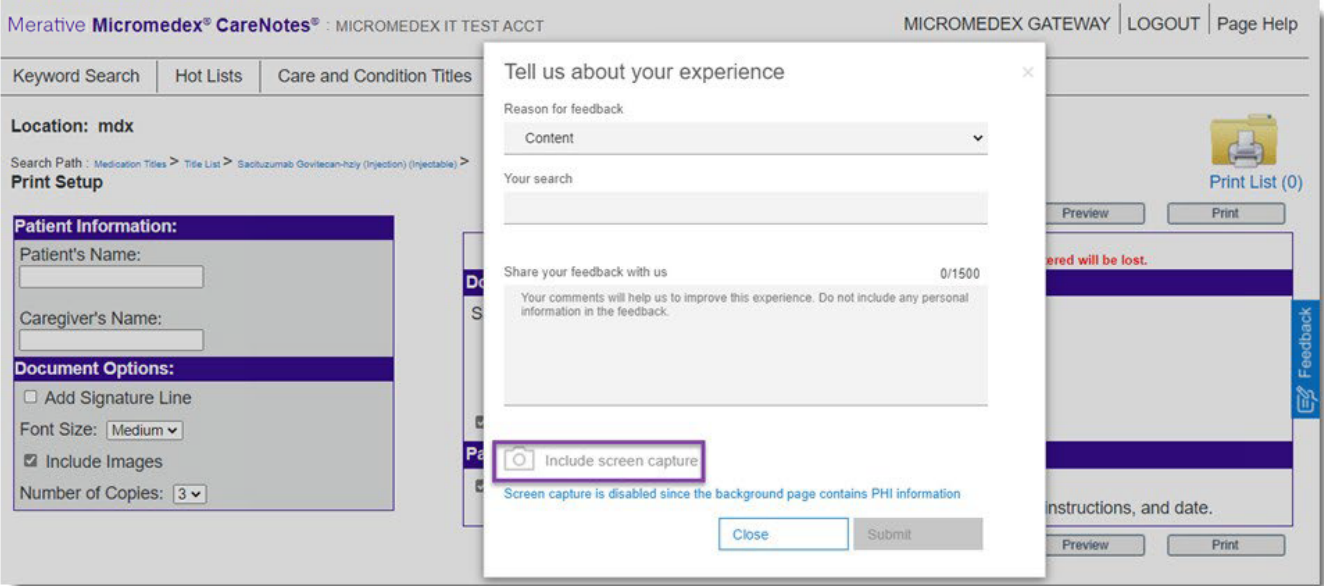 Merative Micromedex® CareNotes® : MICROMEDEX IT TEST ACCT
MICROMEDEX GATEWAY LOGOUT Page Help
Keyword Search Hot Lists Care and Condition Titles
Location: mdx
Search Path : Medication Titles > Title List > Sacituzumab Govitecan-hziy (Injection) (Injectable) >
Print Setup
Print List (0)
Preview Print
Patient Information:
Patient's Name:
Caregiver's Name:
Document Options:
Add Signature Line
Font Size: Medium
Include Images
Number of Copies: 3
ered will be lost.
Do
S
Pa
instructions, and date.
Preview Print
Tell us about your experience
×
Reason for feedback
Content
Your search
Share your feedback with us 0/1500
Your comments will help us to improve this experience. Do not include any personal
information in the feedback.
Include screen capture
Screen capture is disabled since the background page contains PHI information
Close Submit
Feedback